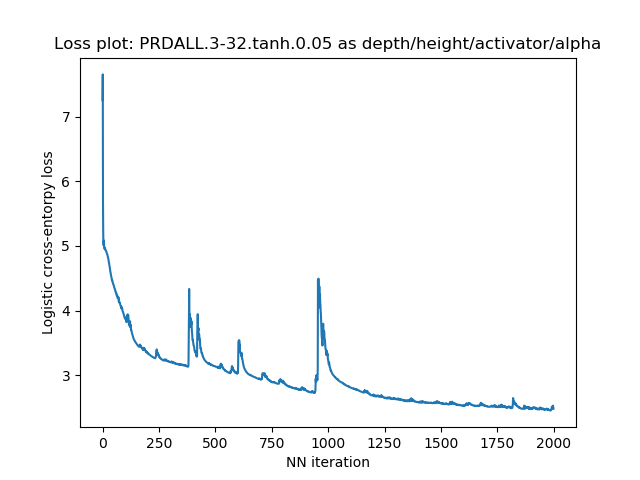 Loss plot: PRDALL.3-32.tanh.0.05 as depth/height/activator/alpha
7
6
5
4
3
Logistic cross-entorpy loss
0 250 500 750 1000 1250 1500 1750 2000
NN iteration